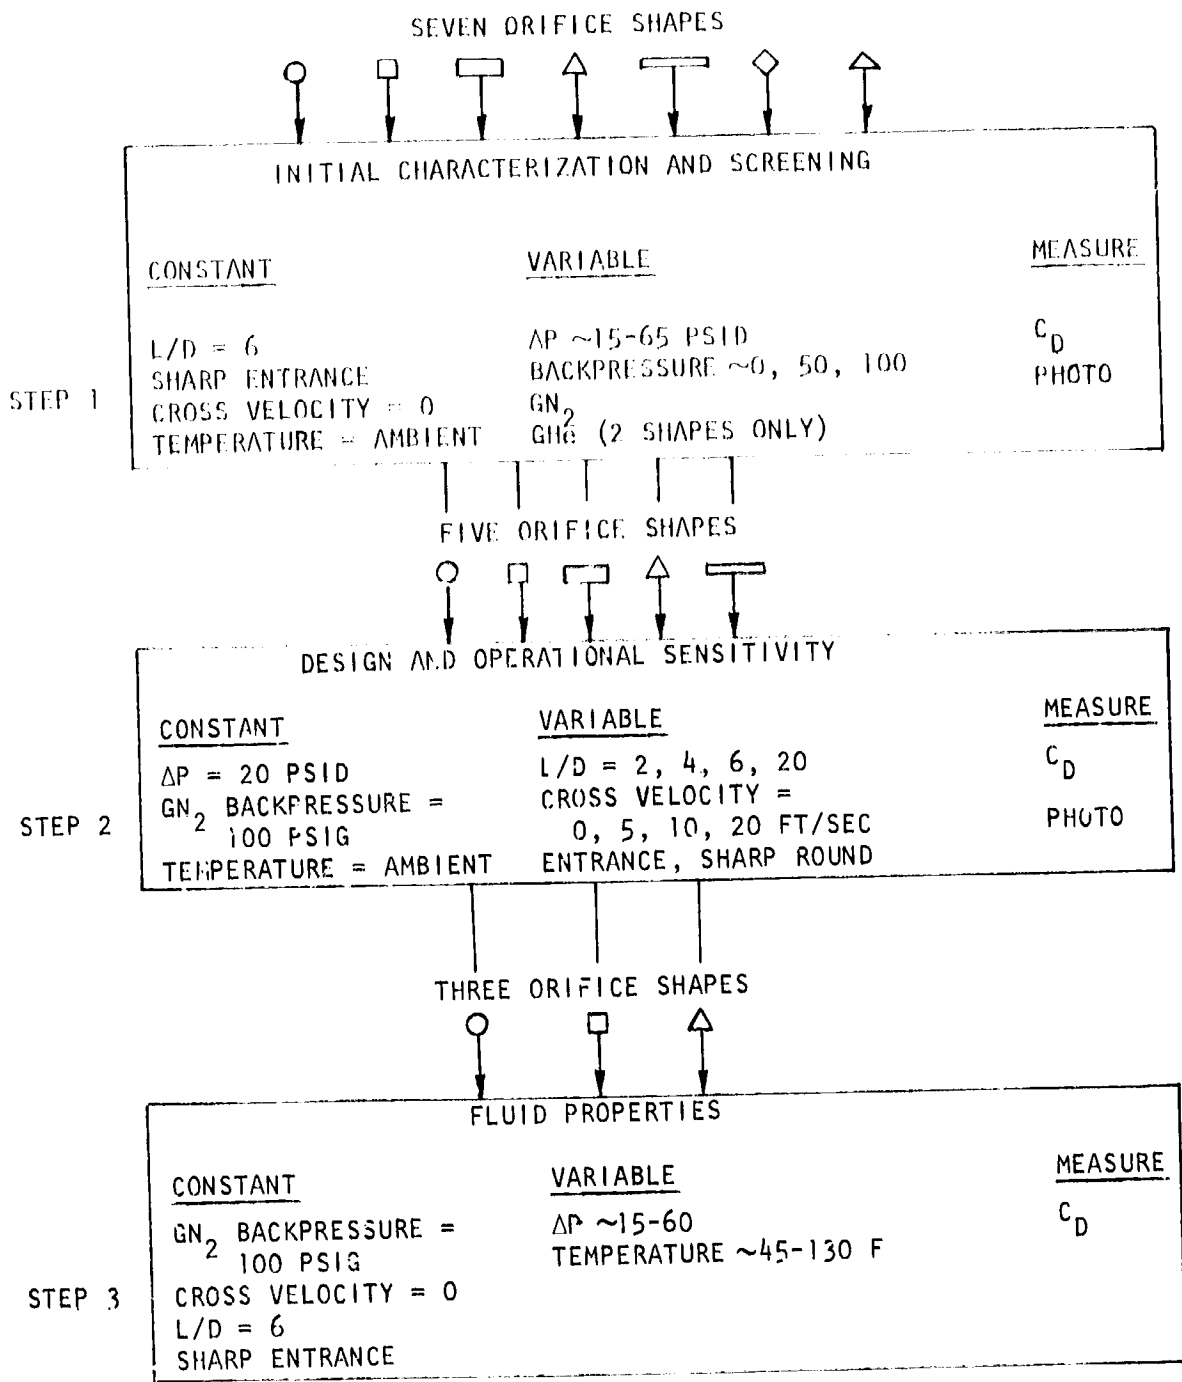 SEVEN ORIFICE SHAPES
INITIAL CHARACTERIZATION AND SCREENING
CONSTANT VARIABLE MEASURE
L/D = 6 ΔP ~15-65 PSID C_D
SHARP ENTRANCE BACKPRESSURE ~0, 50, 100 PHOTO
STEP 1 CROSS VELOCITY = 0 GN₂
TEMPERATURE = AMBIENT GHe (2 SHAPES ONLY)
FIVE ORIFICE SHAPES
DESIGN AND OPERATIONAL SENSITIVITY
CONSTANT VARIABLE MEASURE
ΔP = 20 PSID L/D = 2, 4, 6, 20 C_D
GN₂ BACKPRESSURE = CROSS VELOCITY =
STEP 2 100 PSIG 0, 5, 10, 20 FT/SEC PHOTO
TEMPERATURE = AMBIENT ENTRANCE, SHARP ROUND
THREE ORIFICE SHAPES
FLUID PROPERTIES
CONSTANT VARIABLE MEASURE
GN₂ BACKPRESSURE = ΔP ~15-60 C_D
100 PSIG TEMPERATURE ~45-130 F
STEP 3 CROSS VELOCITY = 0
L/D = 6
SHARP ENTRANCE